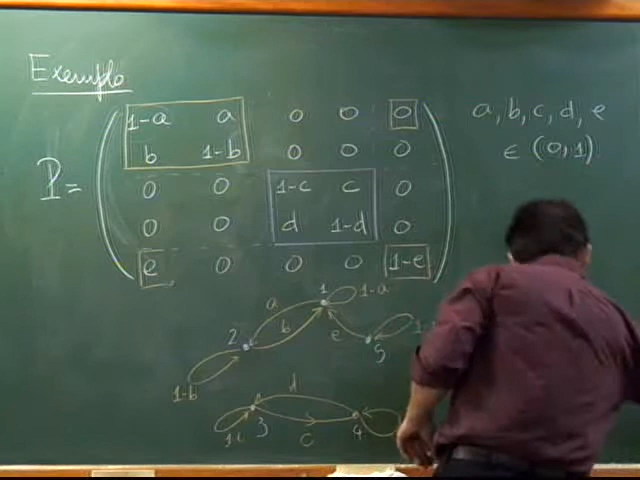 Exemplo
1-a a 0 0 0 a, b, c, d, e
b 1-b 0 0 0 ∈ (0,1)
P = 0 0 1-c c 0
0 0 d 1-d 0
e 0 0 0 1-e
1 1-a
a
2 b e 1-
5
1-b
d
3 4
1-c c